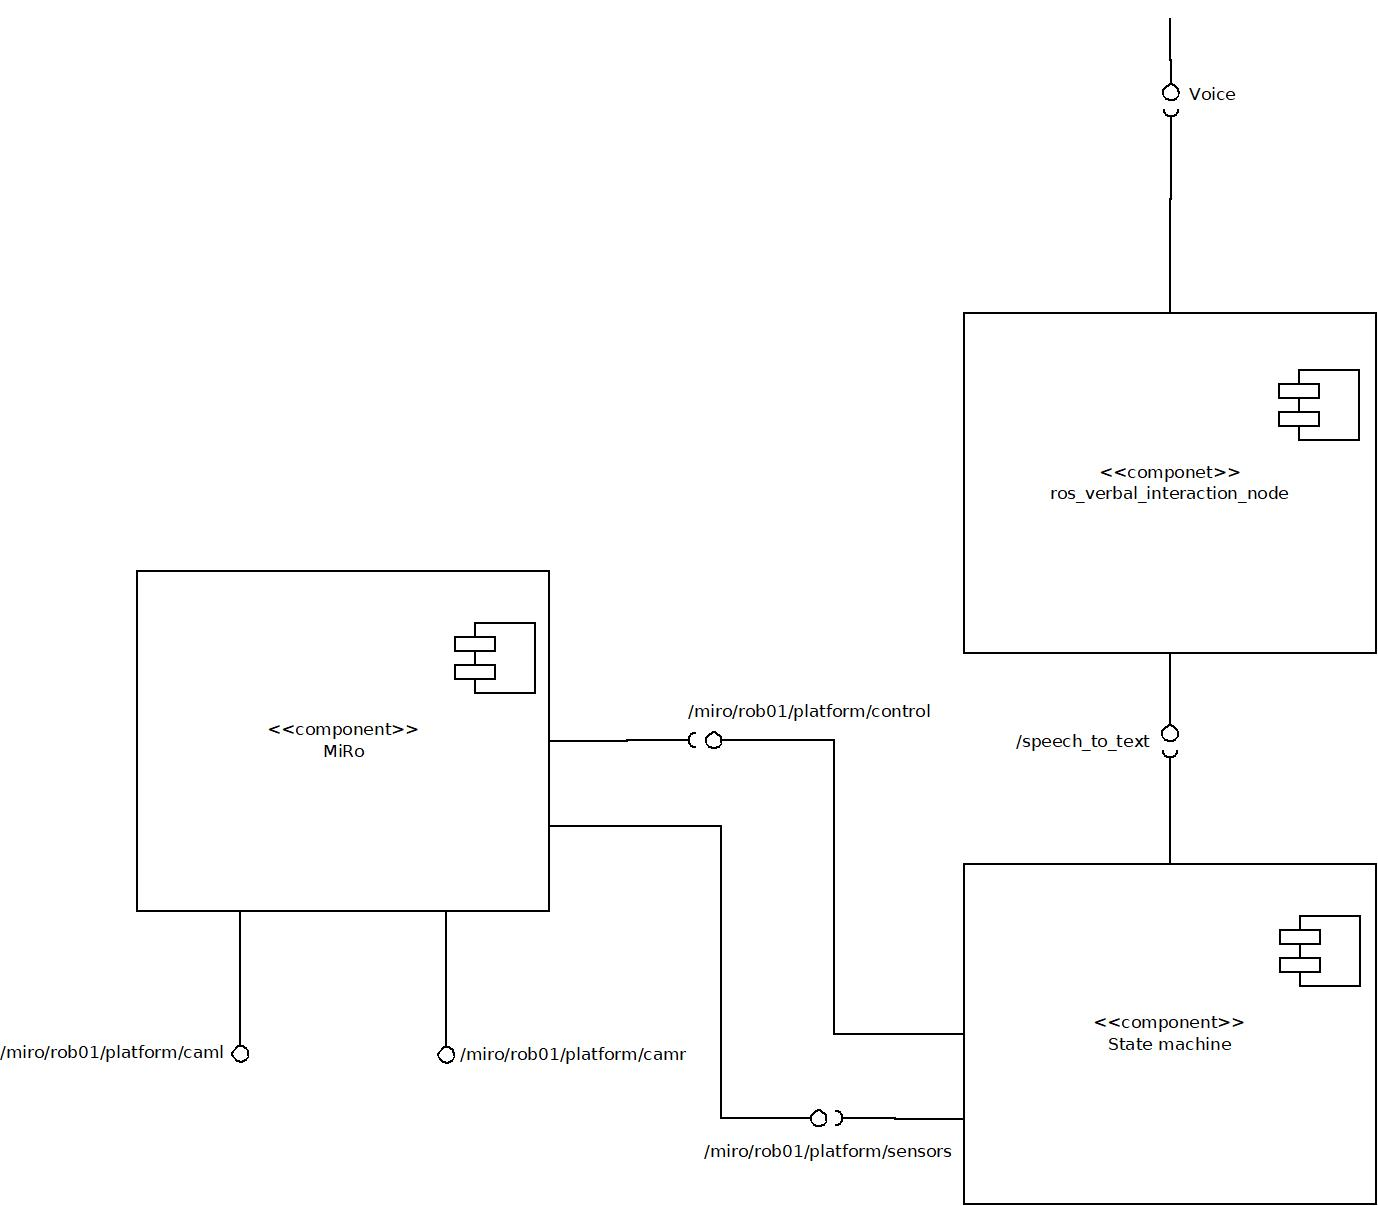 Voice
<<componet>>
ros_verbal_interaction_node
<<component>>
MiRo
/miro/rob01/platform/control
/speech_to_text
/miro/rob01/platform/caml
/miro/rob01/platform/camr
<<component>>
State machine
/miro/rob01/platform/sensors